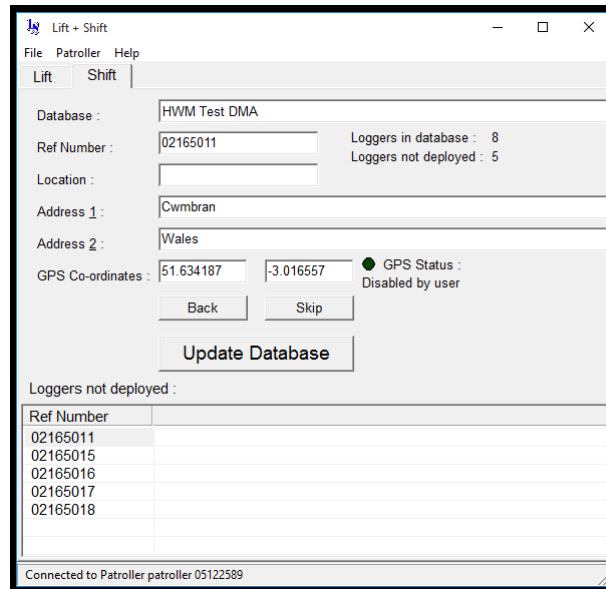 Lift + Shift
File Patroller Help
Lift Shift
Database : HWM Test DMA
Ref Number : 02165011 Loggers in database : 8
Loggers not deployed : 5
Location :
Address 1 : Cwmbran
Address 2 : Wales
GPS Co-ordinates : 51.634187 -3.016557 GPS Status :
Disabled by user
Back Skip
Update Database
Loggers not deployed :
Ref Number
02165011
02165015
02165016
02165017
02165018
Connected to Patroller patroller 05122589